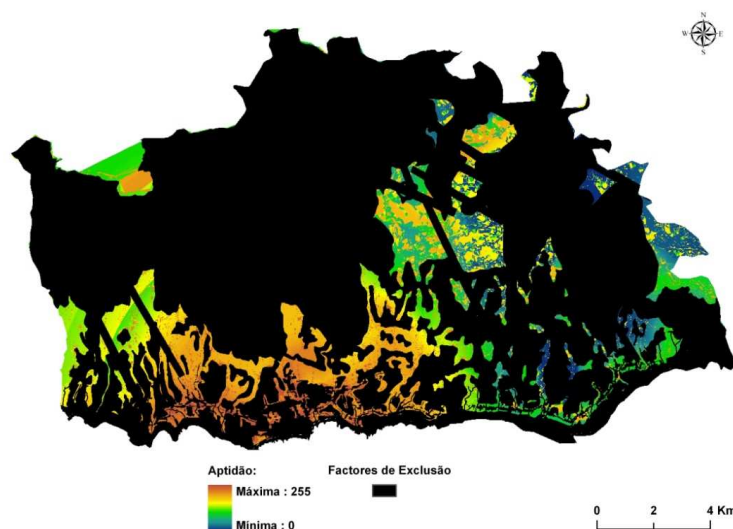 N
W E
S
Aptidão: Factores de Exclusão
Máxima : 255
Mínima : 0
0 2 4 Km